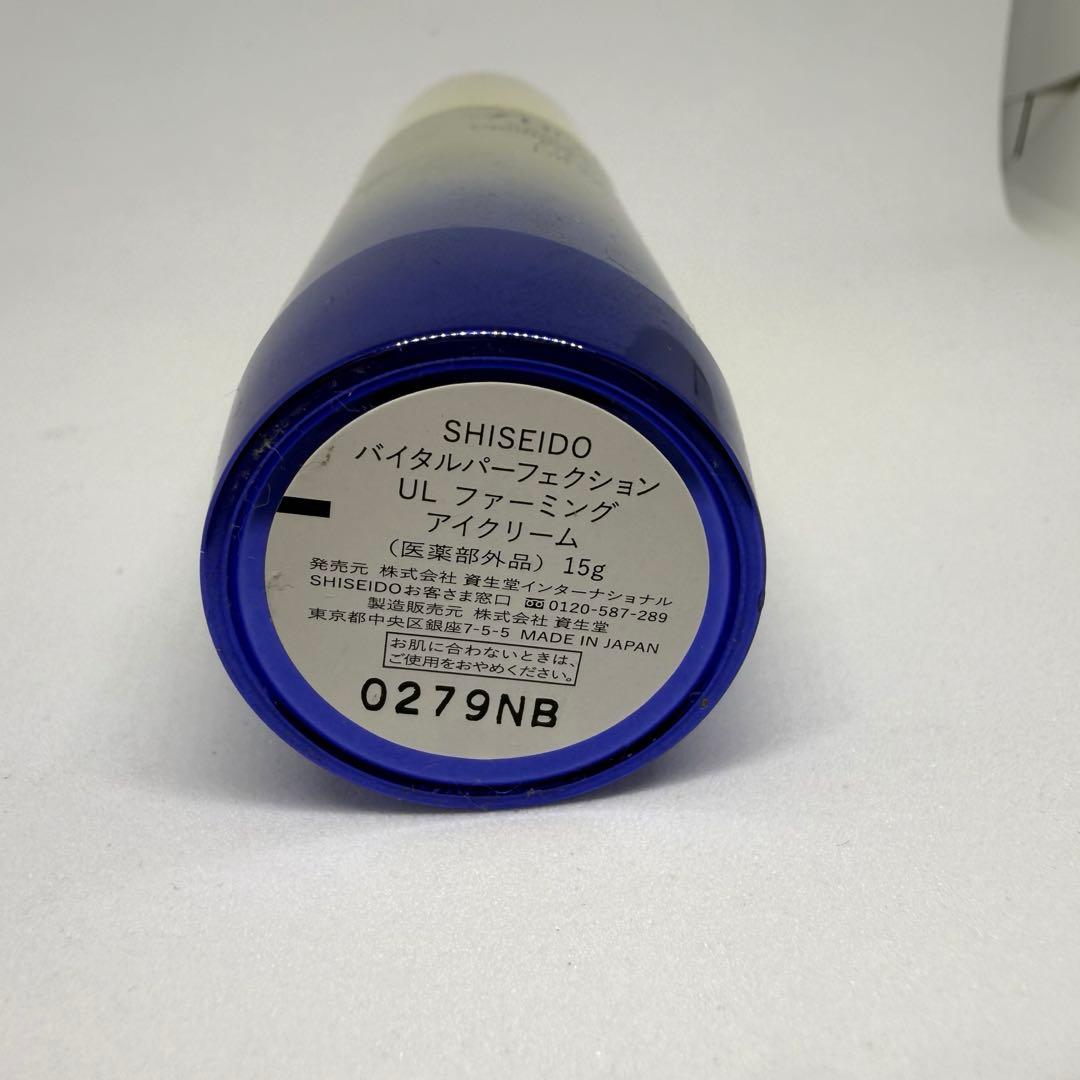 SHISEIDO
バイタルパーフェクション
UL ファーミング
アイクリーム
(医薬部外品) 15g
発売元 株式会社 資生堂インターナショナル
SHISEIDOお客さま窓口 0120-587-289
製造販売元 株式会社 資生堂
東京都中央区銀座7-5-5 MADE IN JAPAN
お肌に合わないときは、
ご使用をおやめください。
0279NB